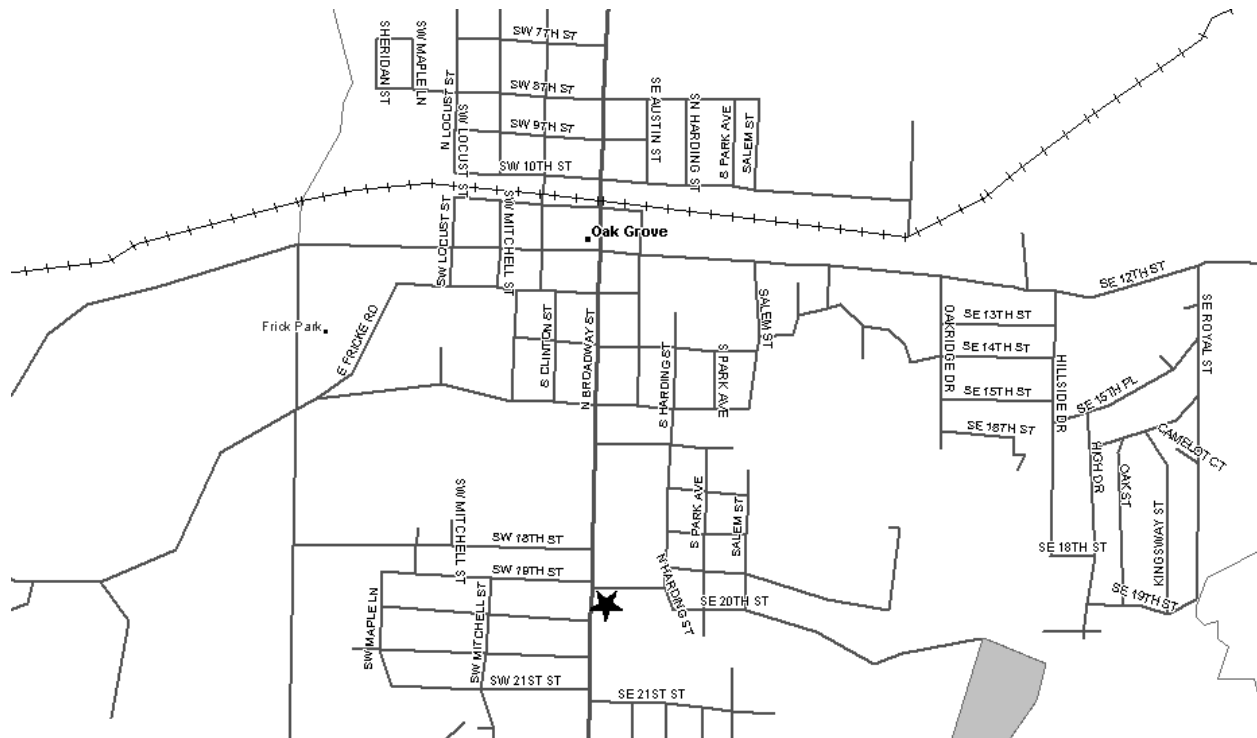 SW 7TH ST
SHERIDAN ST
SW MAPLE LN
SW 8TH ST
N LOCUST ST
SW LOCUST ST
SE AUSTIN ST
SN HARDING ST
S PARK AVE
SALEM ST
SW 9TH ST
SW 10TH ST
SW LOCUST ST
SW MITCHELL ST
Oak Grove
SE 12TH ST
Frick Park
E FRICKE RD
S CLINTON ST
N BROADWAY ST
S HARDING ST
S PARK AVE
SALEM ST
OAKRIDGE DR
SE 13TH ST
SE 14TH ST
SE 15TH ST
SE 16TH ST
HILLSIDE DR
SE 15TH PL
SE ROYAL ST
CAMELOT CT
HIGH DR
OAK ST
KINGSWAY ST
SE 18TH ST
SE 19TH ST
SW MITCHELL ST
SW 18TH ST
SW 19TH ST
S PARK AVE
SALEM ST
N HARDING ST
SE 20TH ST
SW MAPLE LN
SW MITCHELL ST
SW 21ST ST
SE 21ST ST